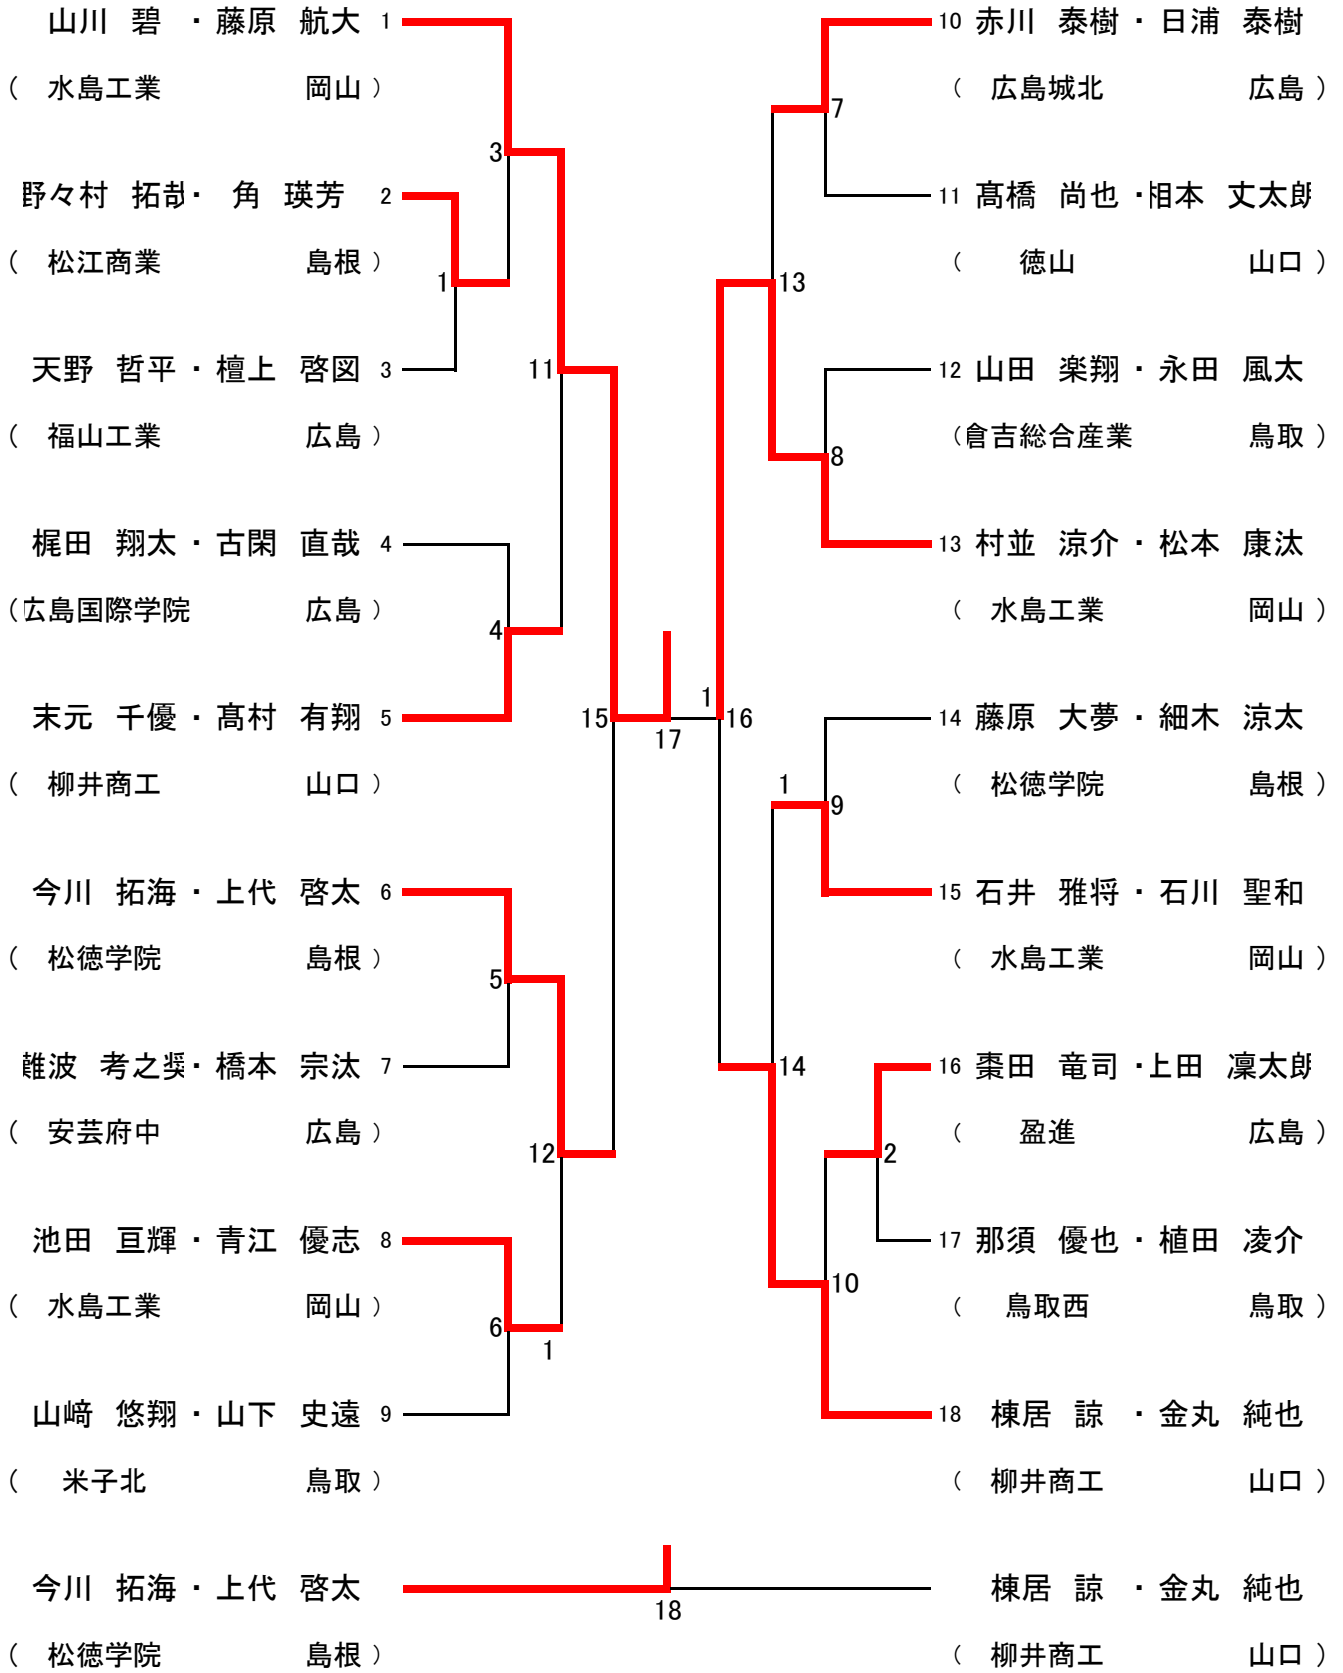 山川 碧 ・藤原 航大 1
( 水島工業 岡山 )
3
野々村 拓哉・ 角 瑛芳 2
( 松江商業 島根 )
1
天野 哲平・檀上 啓図 3
11
( 福山工業 広島 )
梶田 翔太・古閑 直哉 4
(広島国際学院 広島 )
4
末元 千優・髙村 有翔 5
15
17
( 柳井商工 山口 )
今川 拓海・上代 啓太 6
( 松徳学院 島根 )
5
難波 考之奨・橋本 宗汰 7
( 安芸府中 広島 )
12
池田 亘輝・青江 優志 8
( 水島工業 岡山 )
6
1
山﨑 悠翔・山下 史遠 9
( 米子北 鳥取 )
10 赤川 泰樹・日浦 泰樹
( 広島城北 広島 )
7
11 髙橋 尚也・相本 丈太朗
( 徳山 山口 )
13
12 山田 楽翔・永田 風太
(倉吉総合産業 鳥取 )
8
13 村並 涼介・松本 康汰
( 水島工業 岡山 )
1
16
14 藤原 大夢・細木 涼太
( 松徳学院 島根 )
1
9
15 石井 雅将・石川 聖和
( 水島工業 岡山 )
14
16 棗田 竜司・上田 凜太朗
( 盈進 広島 )
2
17 那須 優也・植田 凌介
10
( 鳥取西 鳥取 )
18 棟居 諒 ・金丸 純也
( 柳井商工 山口 )
今川 拓海・上代 啓太
( 松徳学院 島根 )
18
棟居 諒 ・金丸 純也
( 柳井商工 山口 )